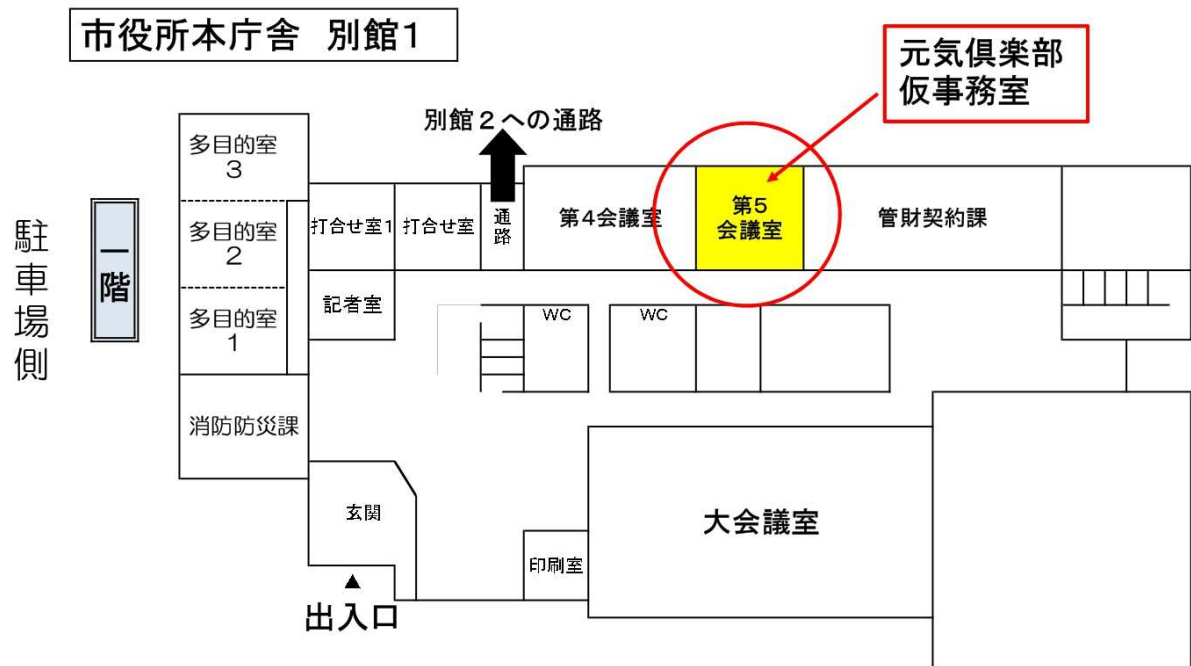 市役所本庁舎 別館1
元気倶楽部
仮事務室
別館2への通路
多目的室
3
多目的室
2
多目的室
1
打合せ室1
打合せ室
通路
第4会議室
第5
会議室
管財契約課
駐車場側
一階
記者室
WC
WC
消防防災課
玄関
大会議室
印刷室
▲
出入口